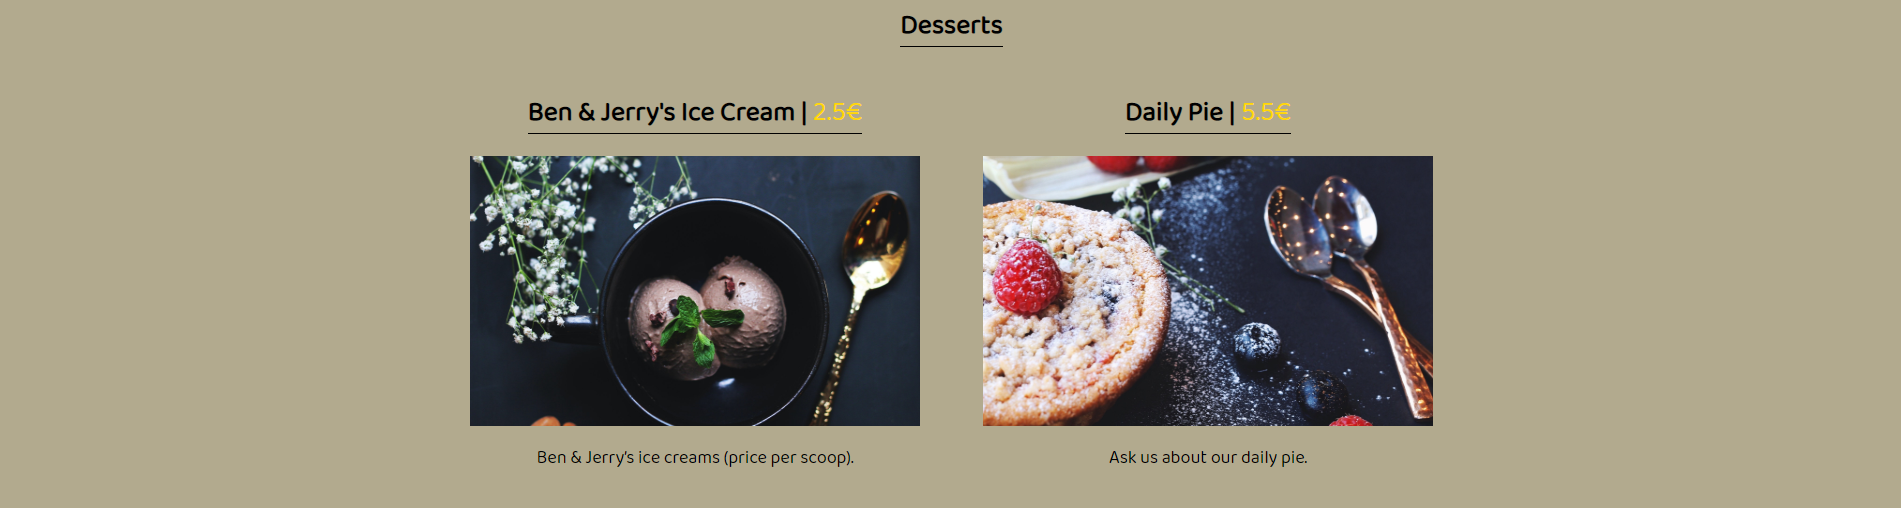 Desserts
Ben & Jerry's Ice Cream | 2.5€
Daily Pie | 5.5€
Ben & Jerry's ice creams (price per scoop).
Ask us about our daily pie.